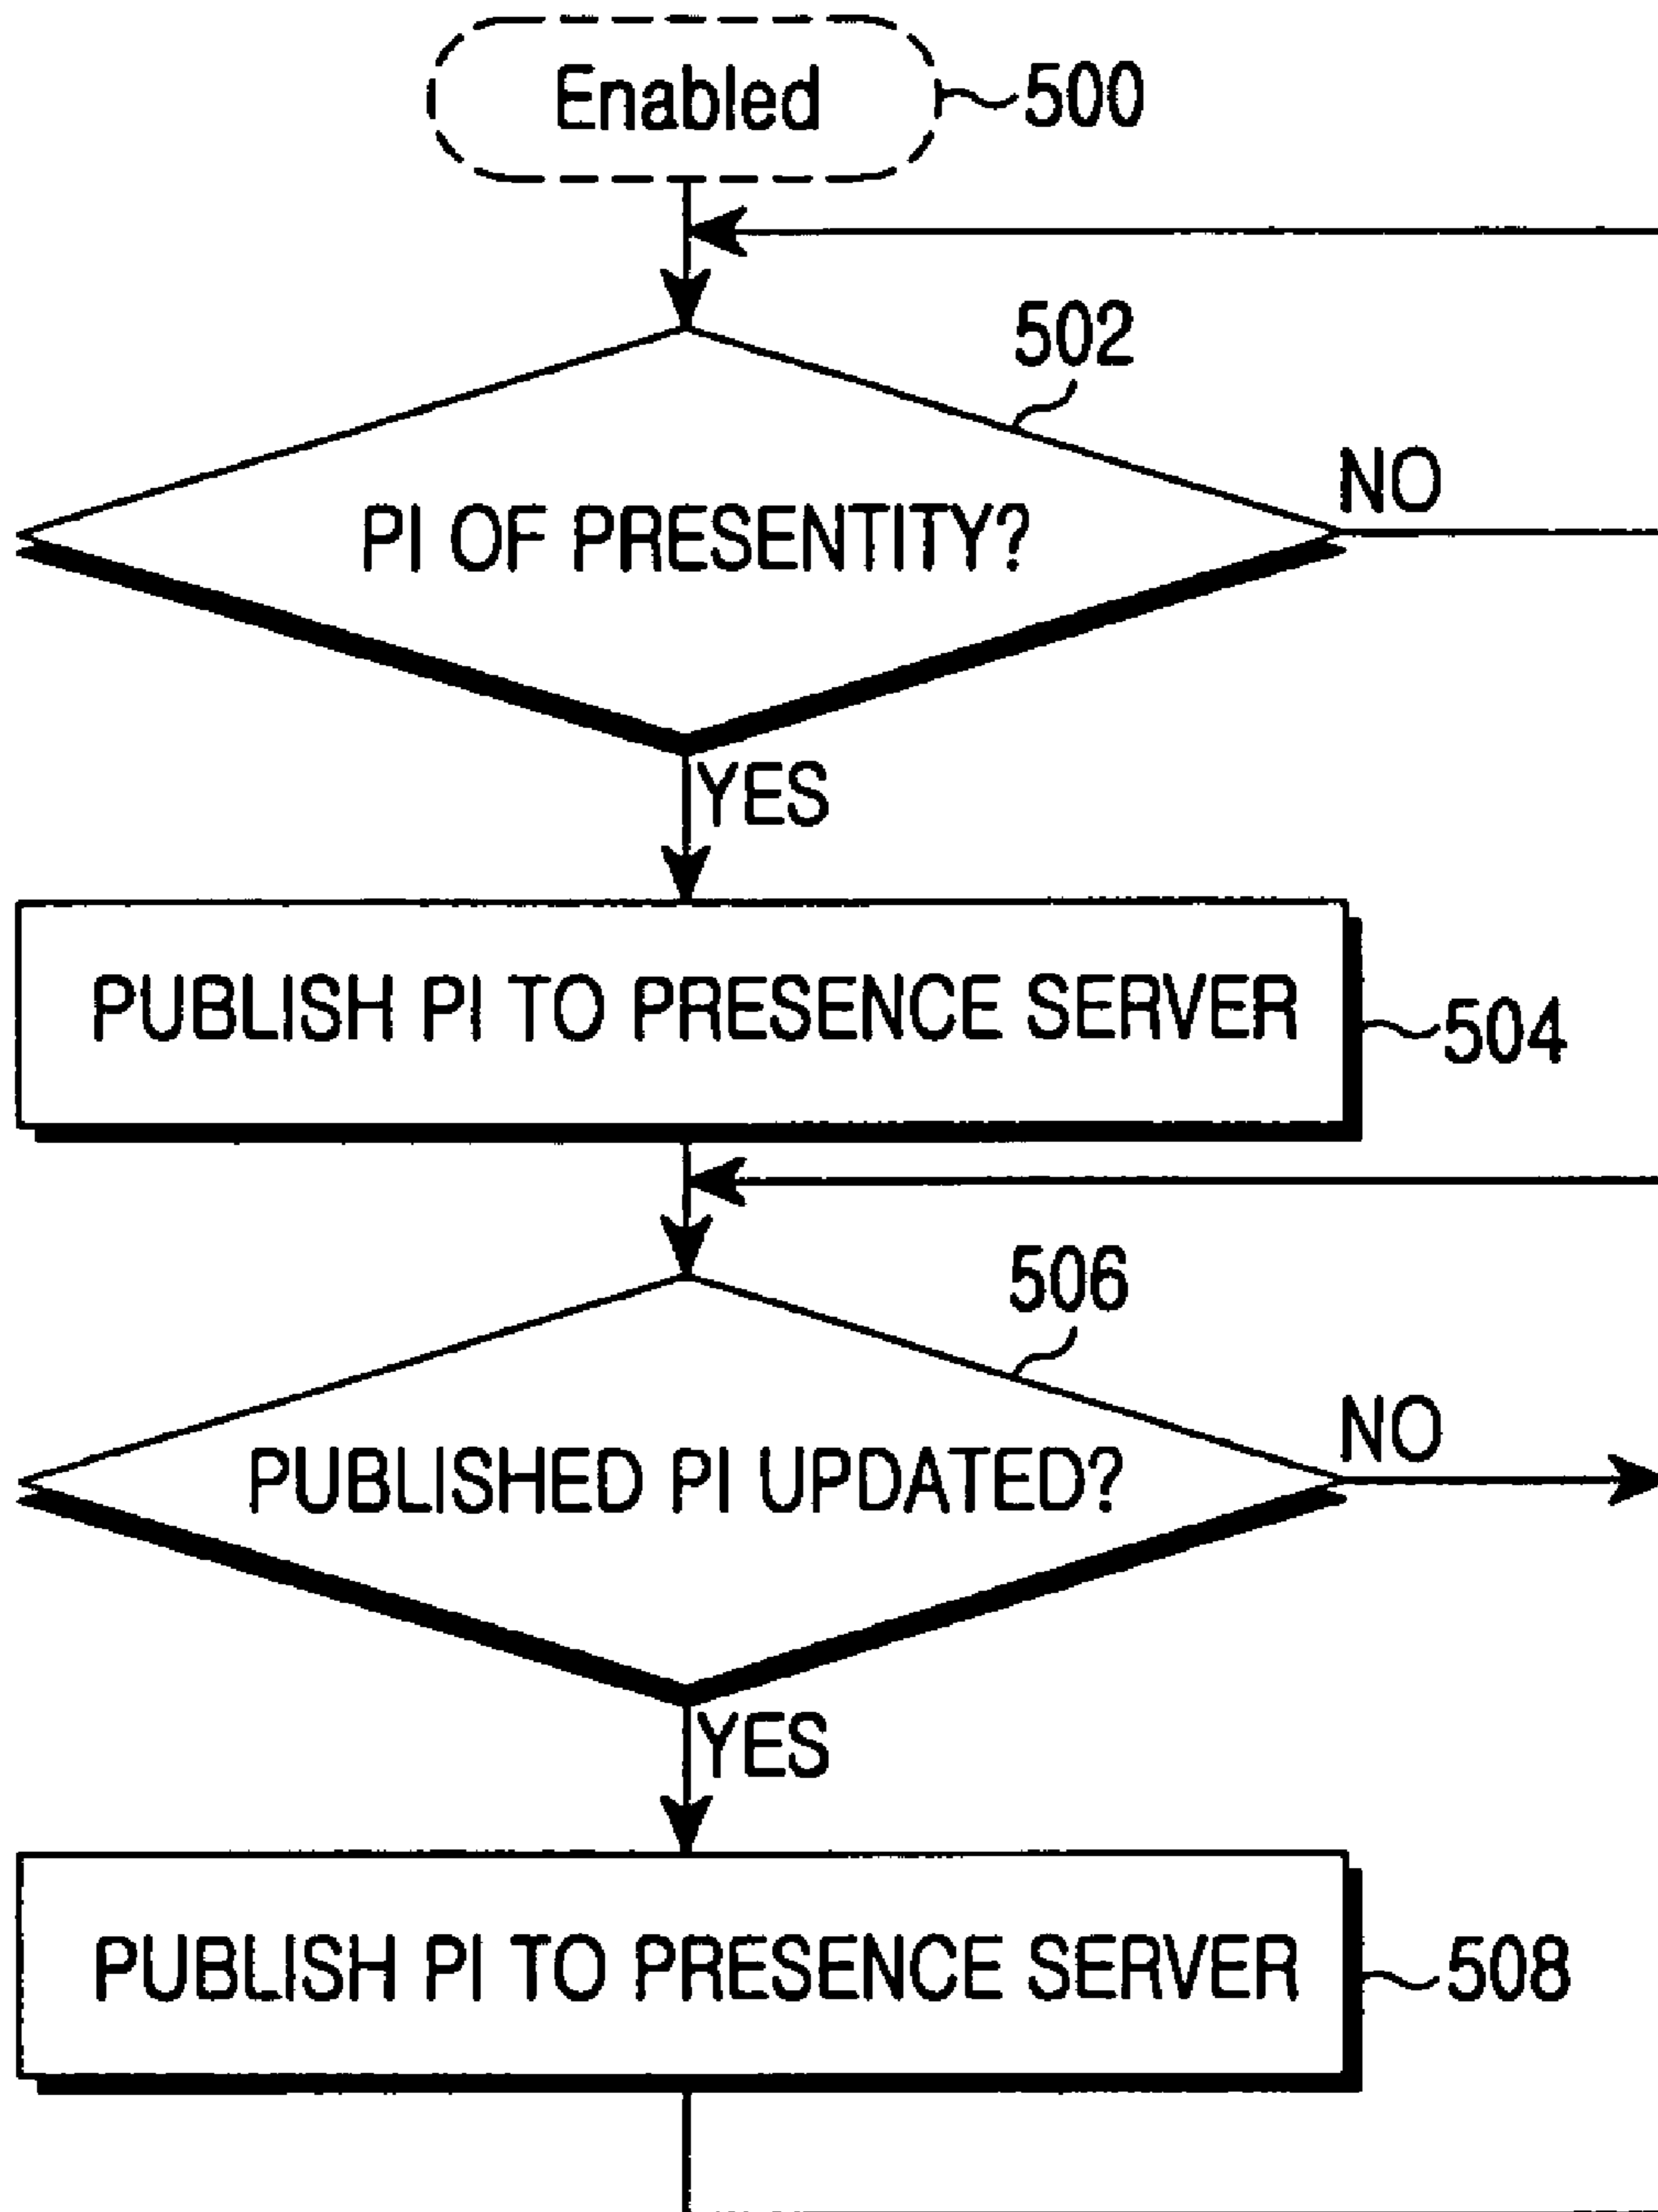 Enabled
500
502
PI OF PRESENTITY?
NO
YES
PUBLISH PI TO PRESENCE SERVER
504
506
PUBLISHED PI UPDATED?
NO
YES
PUBLISH PI TO PRESENCE SERVER
508